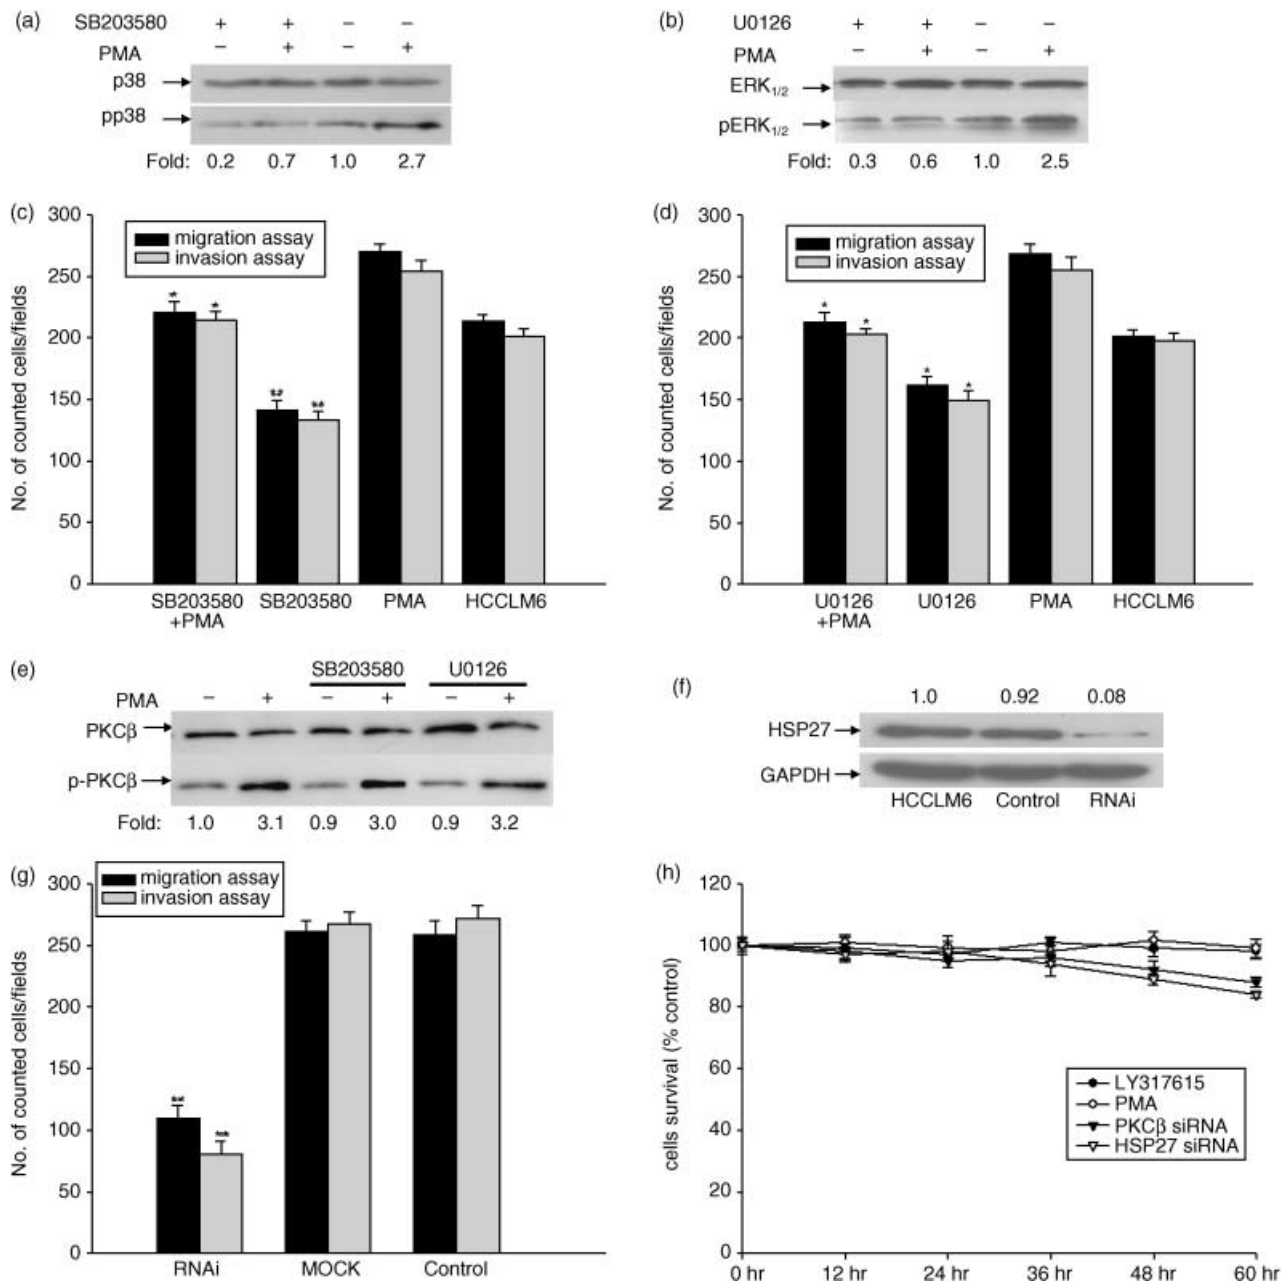 (a) SB203580 + + − −
PMA − + − +
p38
pp38
Fold: 0.2 0.7 1.0 2.7
(b) U0126 + + − −
PMA − + − +
ERK1/2
pERK1/2
Fold: 0.3 0.6 1.0 2.5
(c)
No. of counted cells/fields
300
250
200
150
100
50
0
migration assay
invasion assay
* *
** **
SB203580 +PMA
SB203580
PMA
HCCLM6
(d)
No. of counted cells/fields
300
250
200
150
100
50
0
migration assay
invasion assay
* *
* *
U0126 +PMA
U0126
PMA
HCCLM6
(e) SB203580 U0126
PMA − + − + − +
PKCβ
p-PKCβ
Fold: 1.0 3.1 0.9 3.0 0.9 3.2
(f) 1.0 0.92 0.08
HSP27
GAPDH
HCCLM6 Control RNAi
(g)
No. of counted cells/fields
300
250
200
150
100
50
0
migration assay
invasion assay
** **
RNAi MOCK Control
(h)
cells survival (% control)
120
100
80
60
40
20
0
LY317615
PMA
PKCβ siRNA
HSP27 siRNA
0 hr 12 hr 24 hr 36 hr 48 hr 60 hr